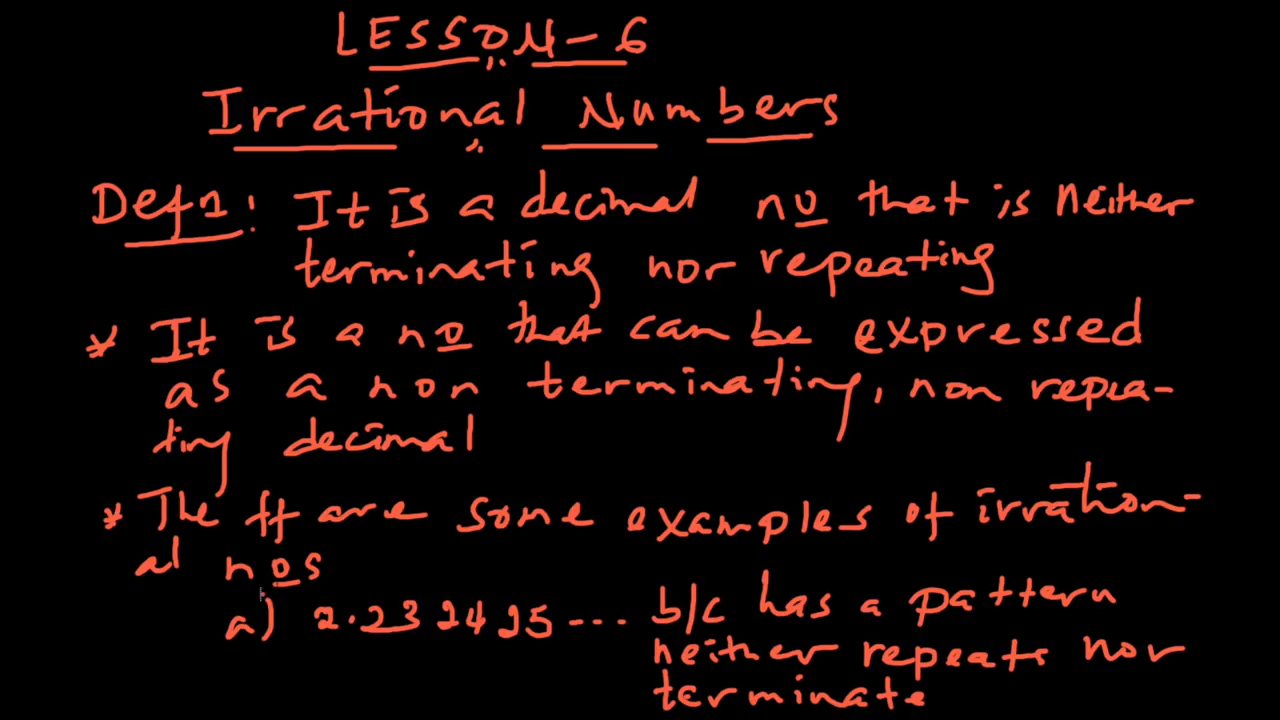 LESSON-6
Irrational Numbers
Defn: It is a decimal no that is neither
terminating nor repeating
* It is a no that can be expressed
as a non terminating, non repea-
ting decimal
* The ff are some examples of irration-
al nos
a) 2.232425--- b/c has a pattern
neither repeats nor
terminate